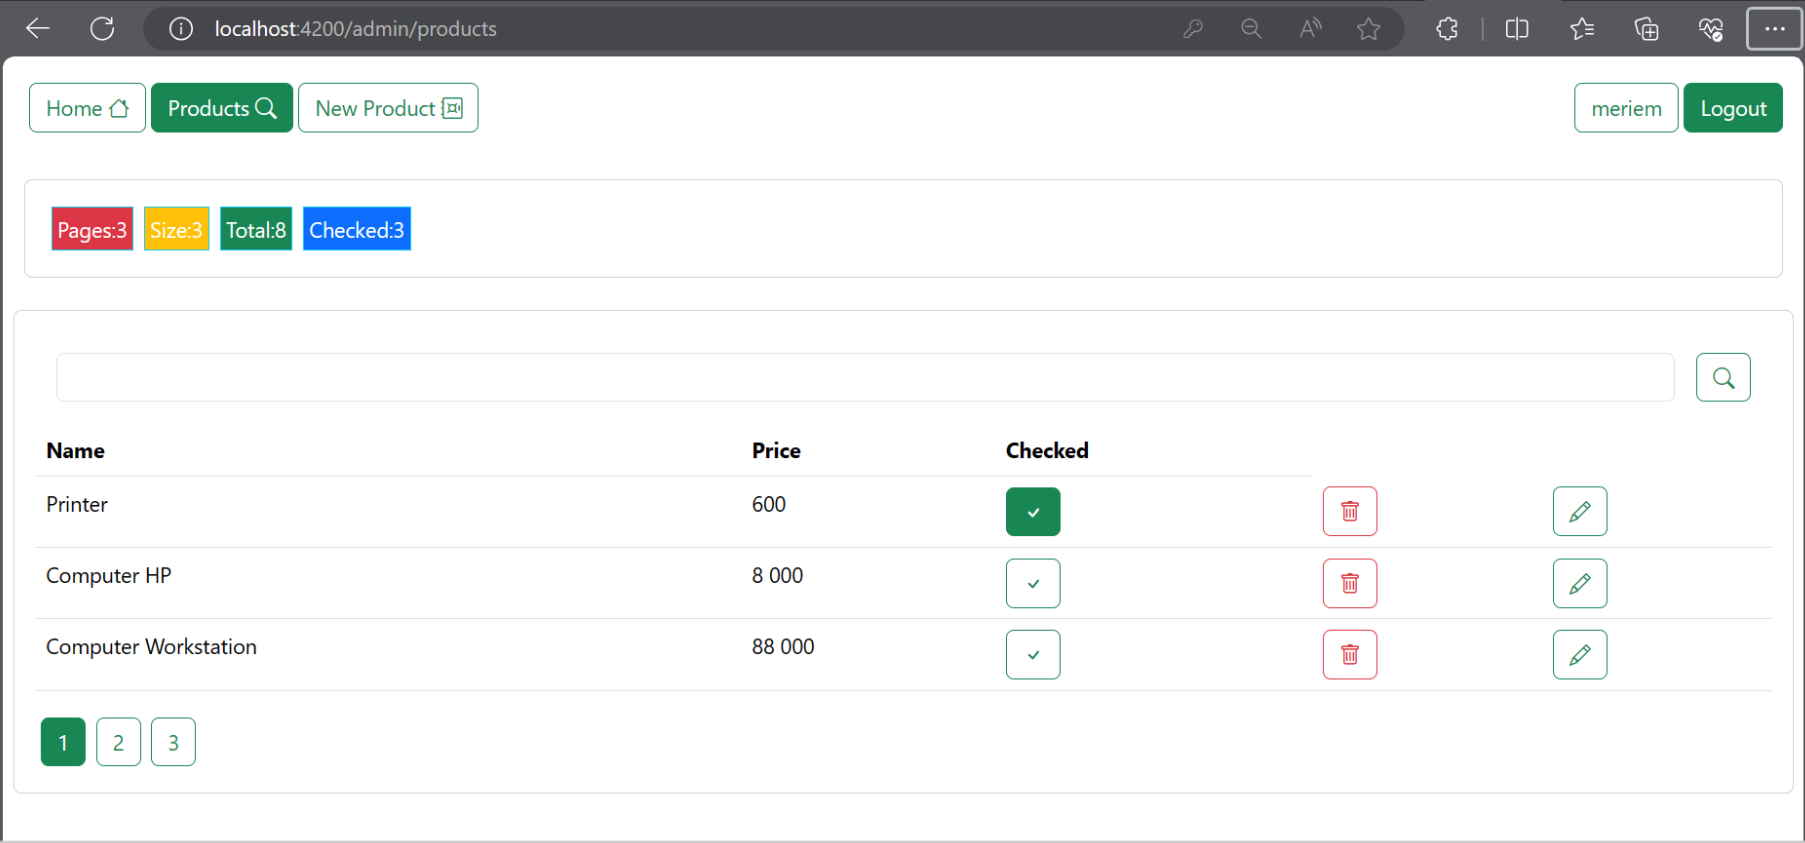 localhost:4200/admin/products
Home Products New Product meriem Logout
Pages:3 Size:3 Total:8 Checked:3
Name Price Checked
Printer 600
Computer HP 8 000
Computer Workstation 88 000
1 2 3